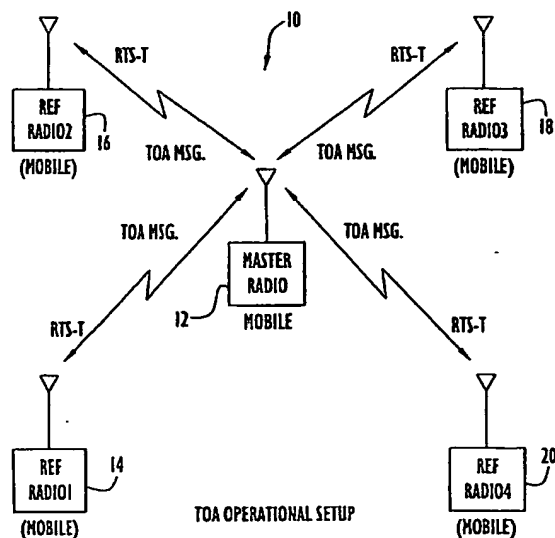 10
RTS-T
RTS-T
REF
RADIO2
16
(MOBILE)
REF
RADIO3
18
(MOBILE)
TOA MSG.
TOA MSG.
TOA MSG.
TOA MSG.
MASTER
RADIO
12
MOBILE
RTS-T
RTS-T
REF
RADIO1
14
(MOBILE)
REF
RADIO4
20
(MOBILE)
TOA OPERATIONAL SETUP